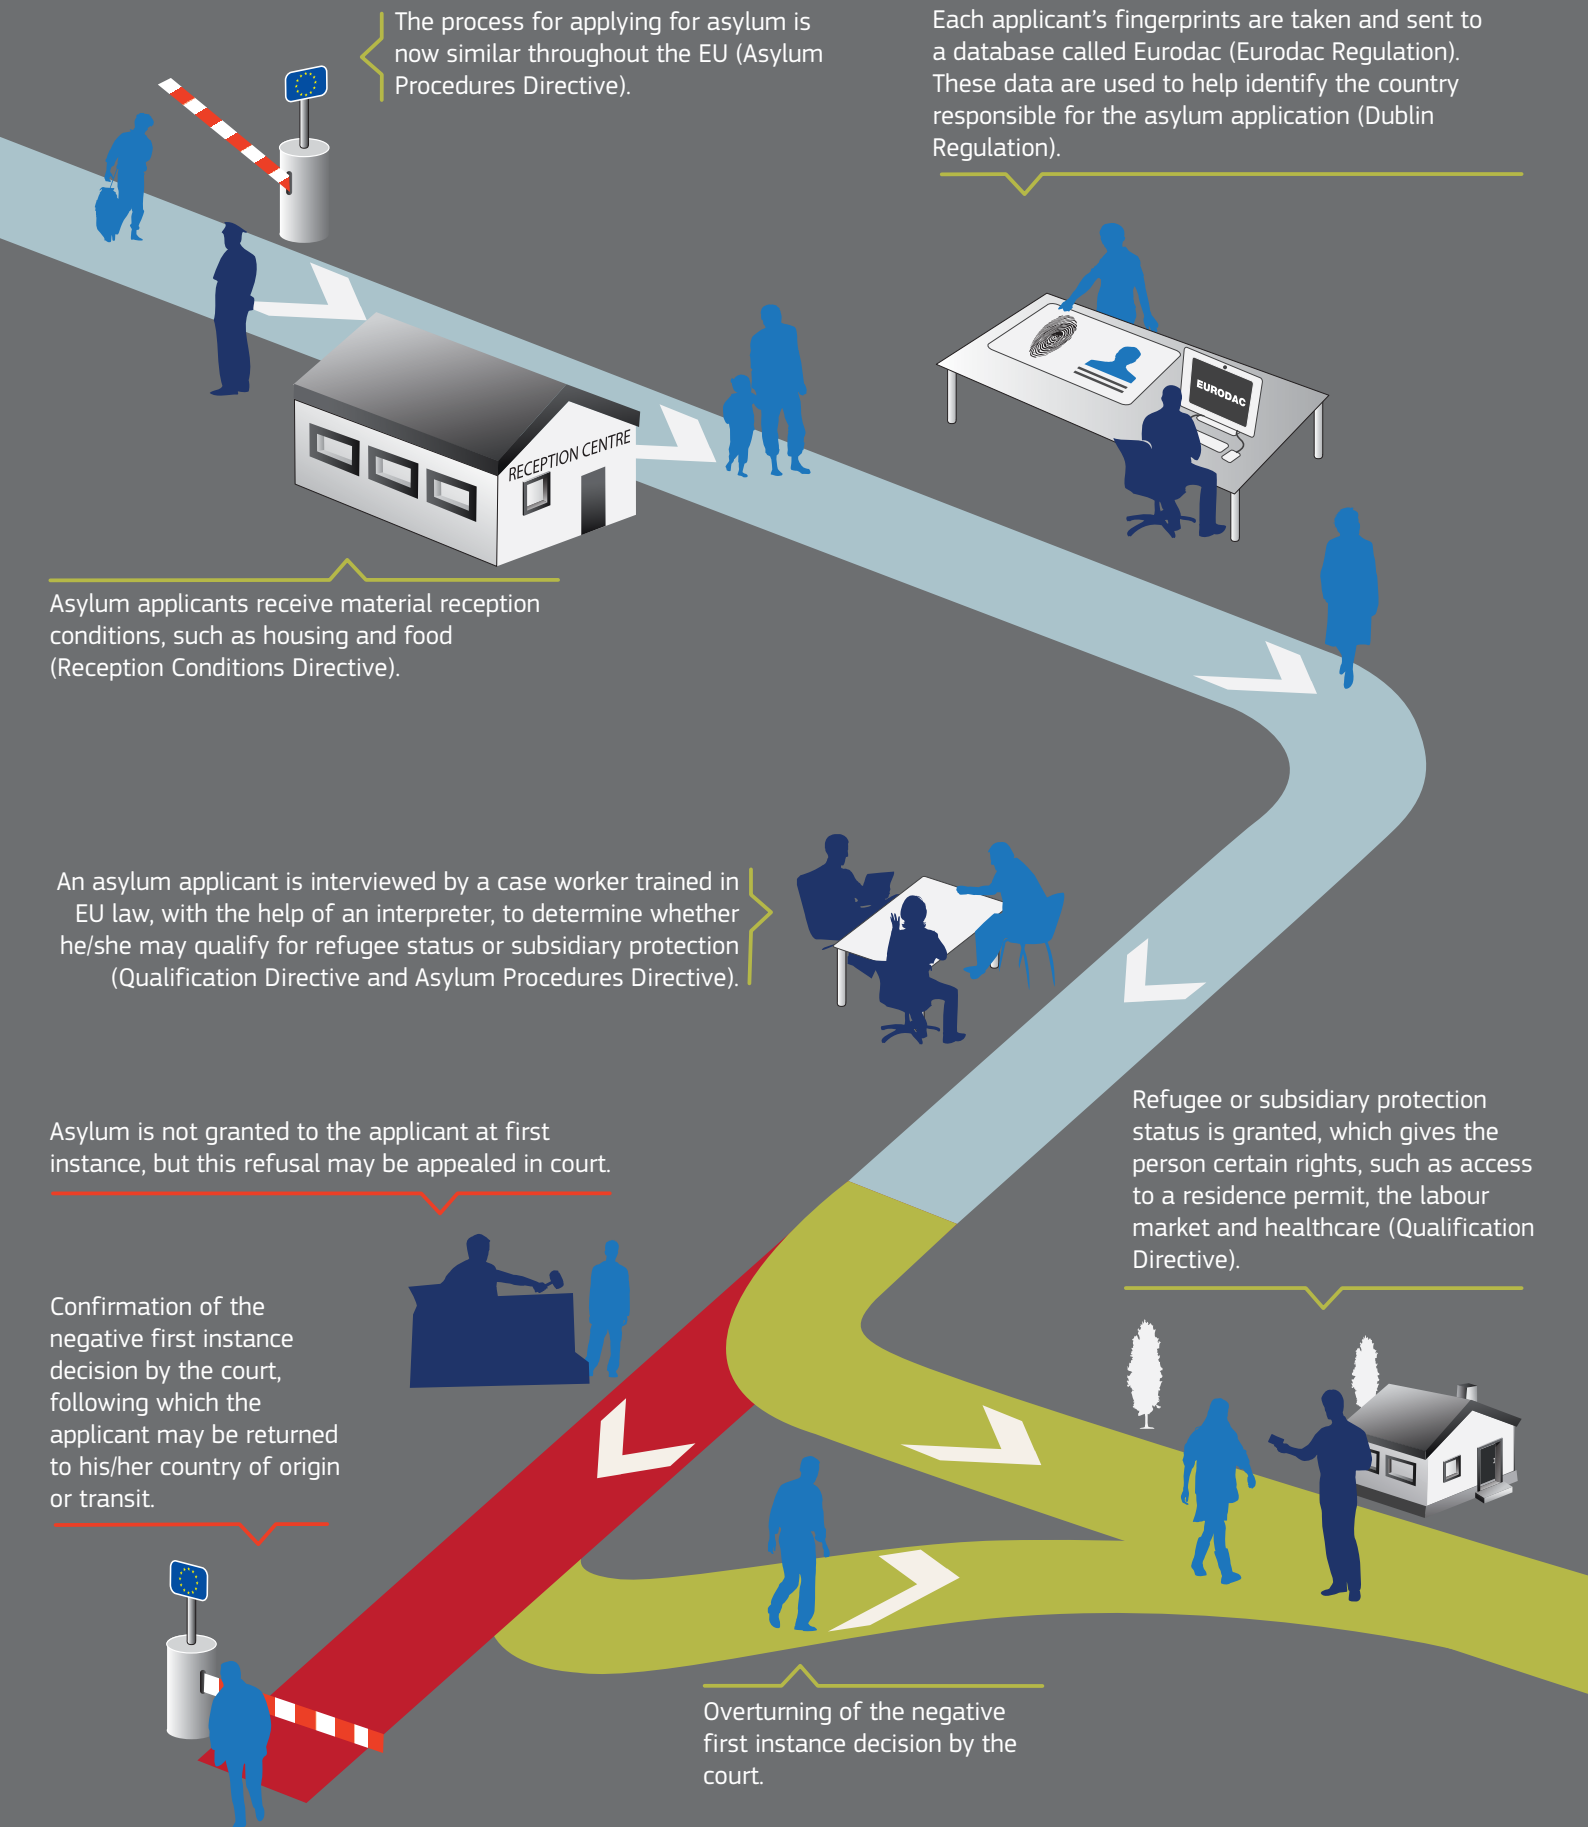 The process for applying for asylum is
now similar throughout the EU (Asylum
Procedures Directive).
Each applicant’s fingerprints are taken and sent to
a database called Eurodac (Eurodac Regulation).
These data are used to help identify the country
responsible for the asylum application (Dublin
Regulation).
EURODAC
RECEPTION CENTRE
Asylum applicants receive material reception
conditions, such as housing and food
(Reception Conditions Directive).
An asylum applicant is interviewed by a case worker trained in
EU law, with the help of an interpreter, to determine whether
he/she may qualify for refugee status or subsidiary protection
(Qualification Directive and Asylum Procedures Directive).
Asylum is not granted to the applicant at first
instance, but this refusal may be appealed in court.
Refugee or subsidiary protection
status is granted, which gives the
person certain rights, such as access
to a residence permit, the labour
market and healthcare (Qualification
Directive).
Confirmation of the
negative first instance
decision by the court,
following which the
applicant may be returned
to his/her country of origin
or transit.
Overturning of the negative
first instance decision by the
court.